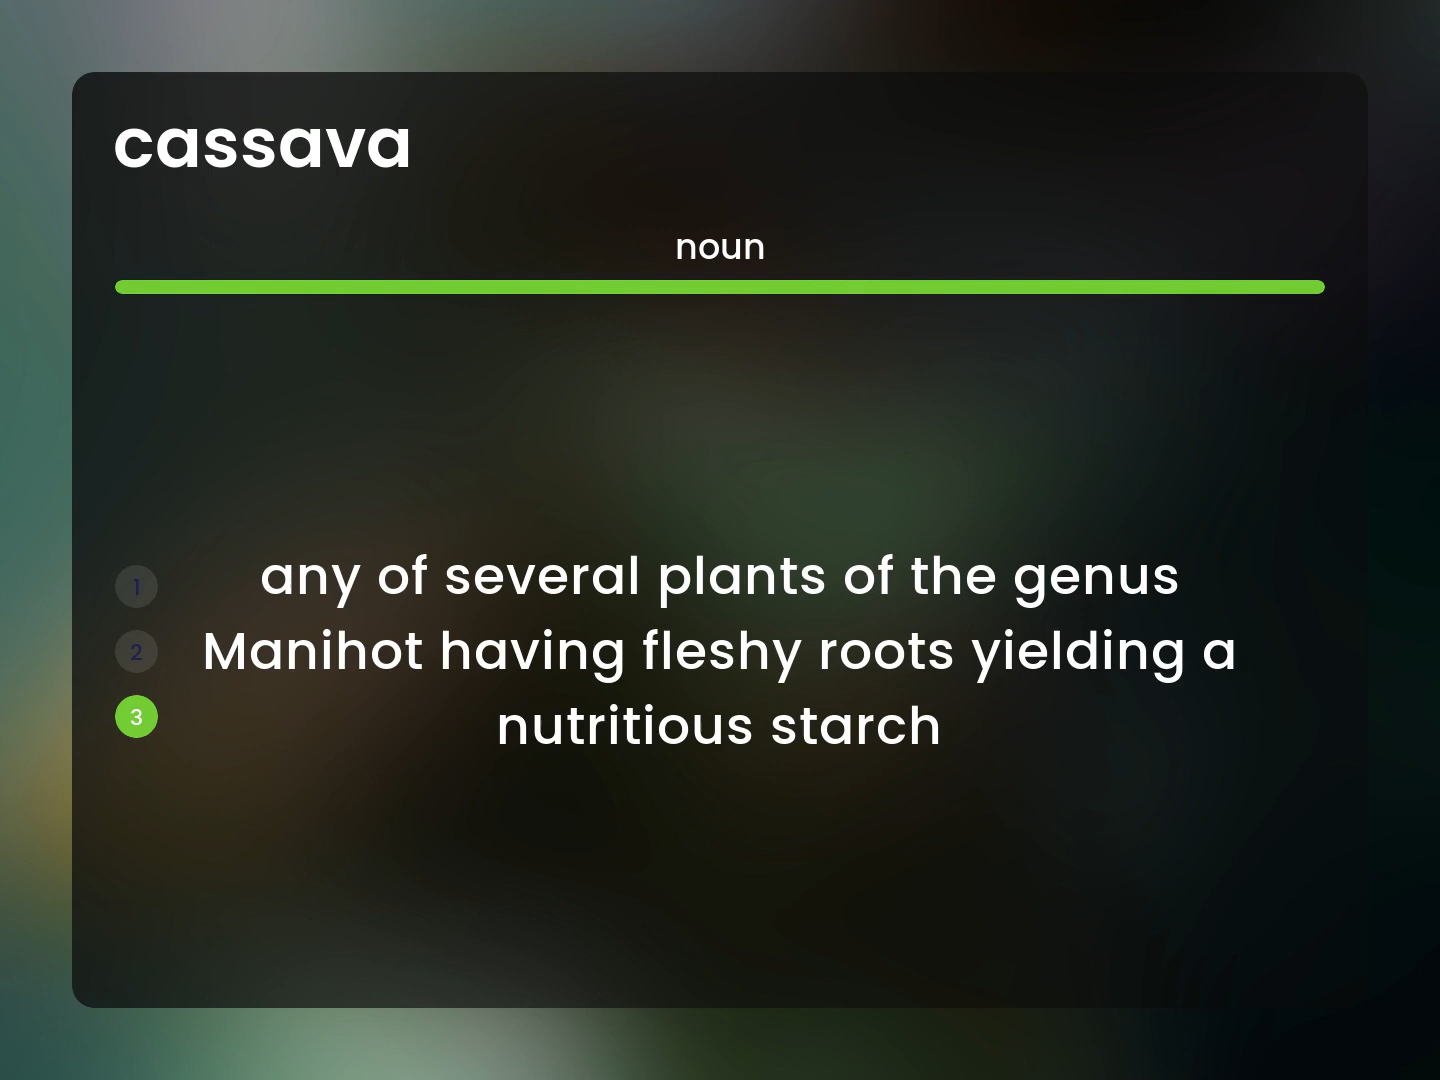 cassava
noun
any of several plants of the genus
Manihot having fleshy roots yielding a
nutritious starch
1
2
3